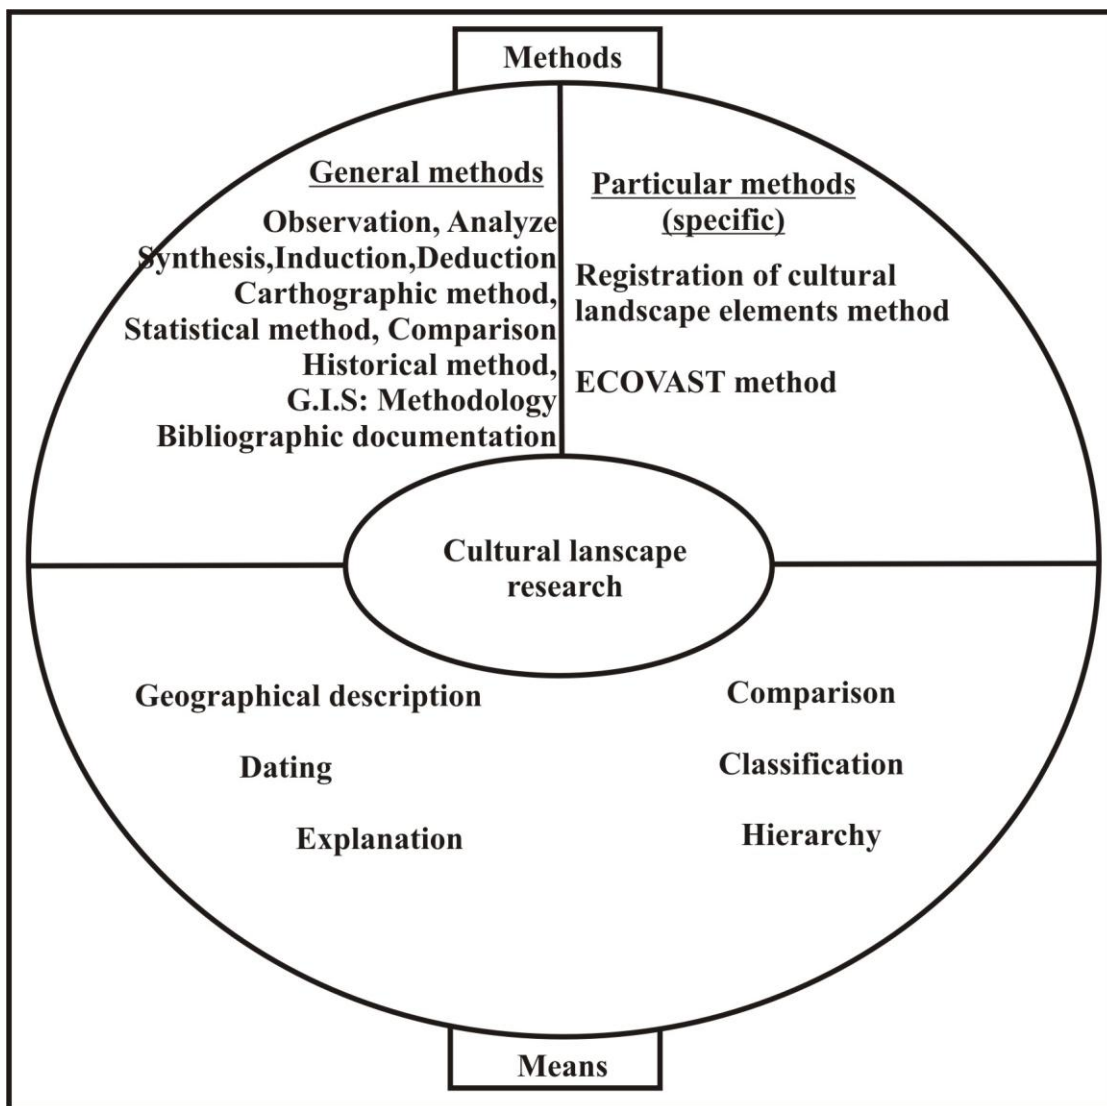 Methods
General methods
Observation, Analyze
Synthesis,Induction,Deduction
Carthographic method,
Statistical method, Comparison
Historical method,
G.I.S: Methodology
Bibliographic documentation
Particular methods
(specific)
Registration of cultural
landscape elements method
ECOVAST method
Cultural lanscape
research
Geographical description
Dating
Explanation
Comparison
Classification
Hierarchy
Means